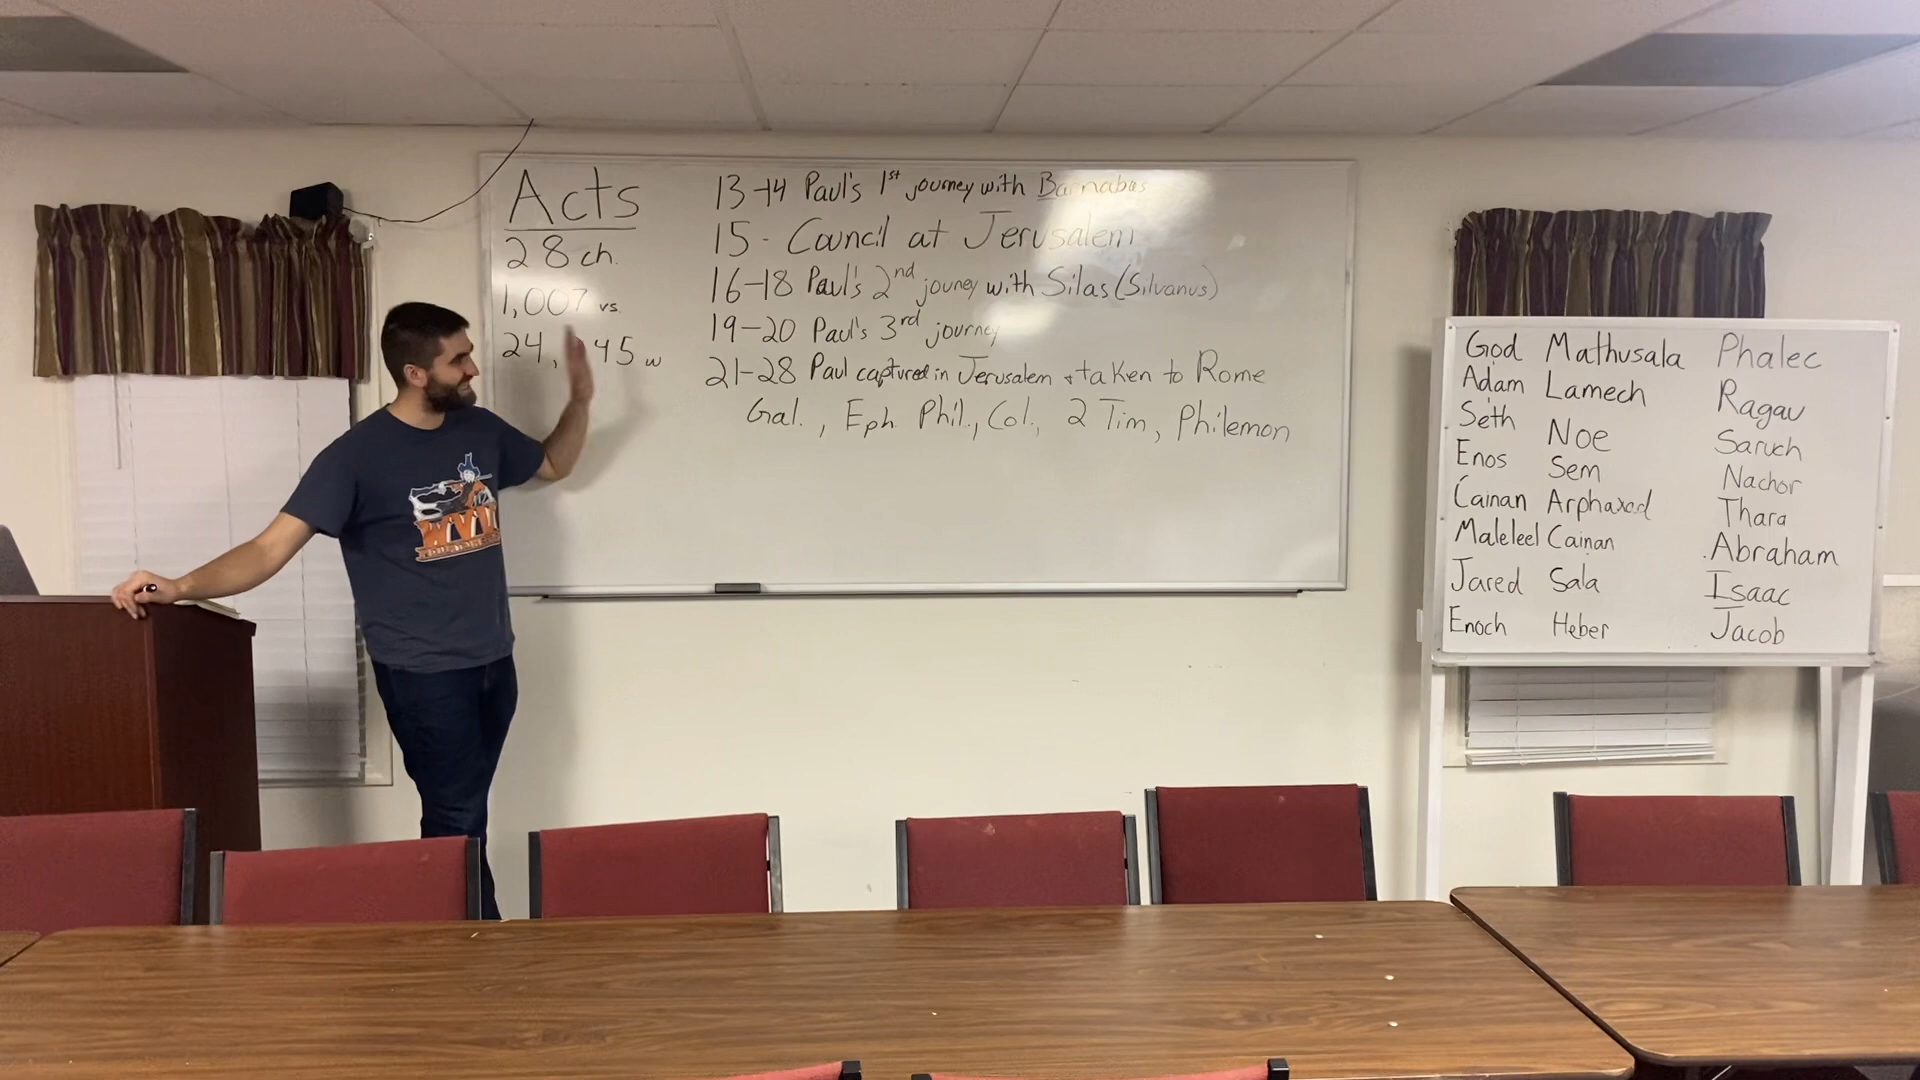 Acts
28 ch.
1,007 vs.
13-14 Paul's 1st journey with Barnabas
15 - Council at Jerusalem
16-18 Paul's 2nd jouney with Silas (Silvanus)
19-20 Paul's 3rd journey
21-28 Paul captured in Jerusalem + taken to Rome
Gal., Eph. Phil., Col., 2 Tim, Philemon
God Mathusala Phalec
Adam Lamech Ragau
Seth Noe Saruch
Enos Sem Nachor
Cainan Arphaxad Thara
Maleleel Cainan Abraham
Jared Sala Isaac
Enoch Heber Jacob
WVU